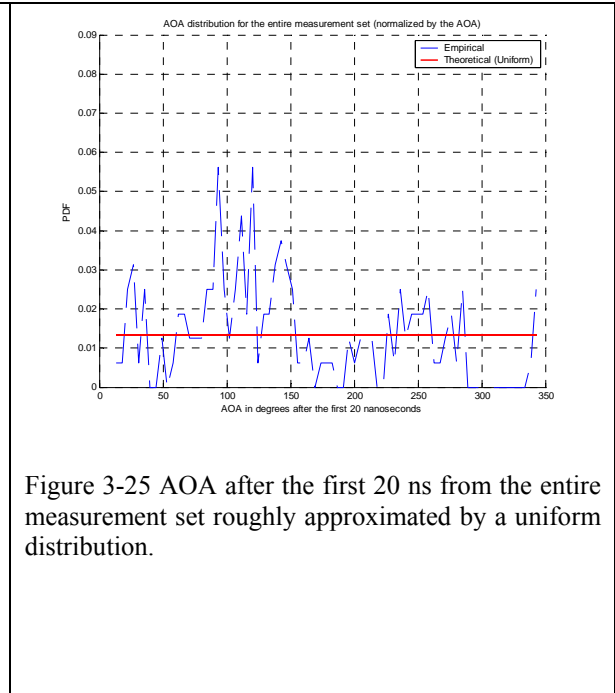 AOA distribution for the entire measurement set (normalized by the AOA)
0.09
0.08
0.07
0.06
0.05
0.04
0.03
0.02
0.01
0
PDF
Empirical
Theoretical (Uniform)
0 50 100 150 200 250 300 350
AOA in degrees after the first 20 nanoseconds
Figure 3-25 AOA after the first 20 ns from the entire
measurement set roughly approximated by a uniform
distribution.